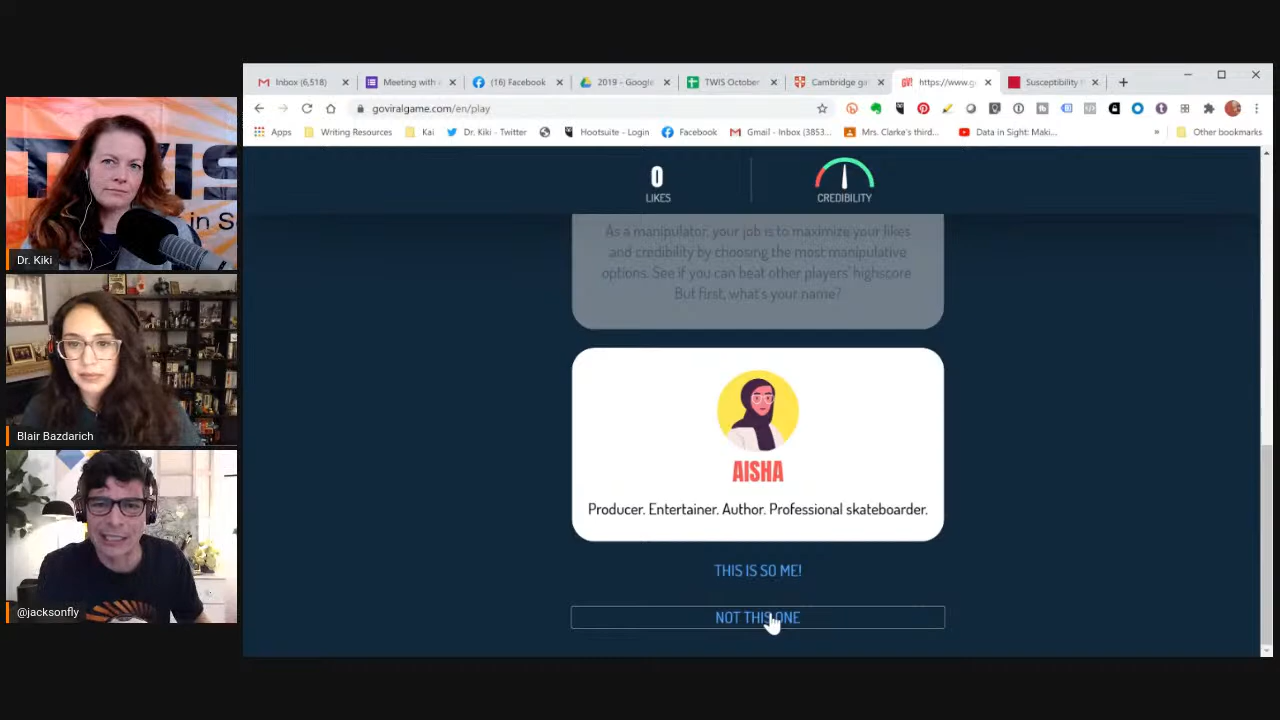 Inbox (6,518)
Meeting with
(16) Facebook
2019 - Google
TWIS October
Cambridge ga
https://www.g
Susceptibility
goviralgame.com/en/play
Apps
Writing Resources
Kai
Dr. Kiki - Twitter
Hootsuite - Login
Facebook
Gmail - Inbox (3853...
Mrs. Clarke's third...
Data in Sight: Maki...
»
Other bookmarks
0
LIKES
CREDIBILITY
As a manipulator, your job is to maximize your likes
and credibility by choosing the most manipulative
options. See if you can beat other players' highscore
But first, what's your name?
AISHA
Producer. Entertainer. Author. Professional skateboarder.
THIS IS SO ME!
NOT THIS ONE
in S
Dr. Kiki
Blair Bazdarich
@jacksonfly